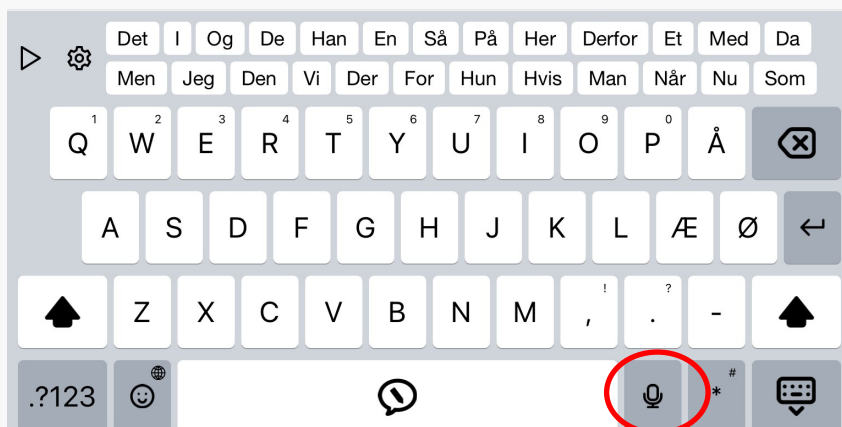 Det I Og De Han En Så På Her Derfor Et Med Da
Men Jeg Den Vi Der For Hun Hvis Man Når Nu Som
1 2 3 4 5 6 7 8 9 0
Q W E R T Y U I O P Å
A S D F G H J K L Æ Ø
! ?
Z X C V B N M , . -
#
.?123 *